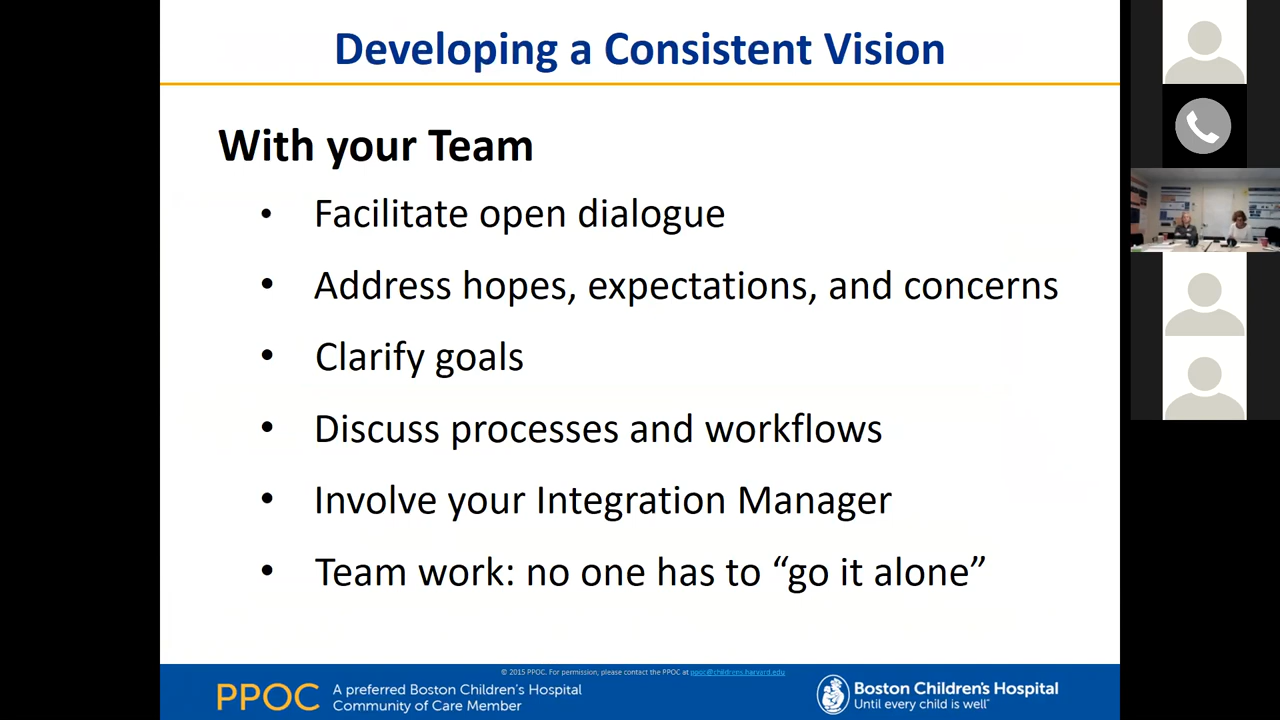 Developing a Consistent Vision
With your Team
• Facilitate open dialogue
• Address hopes, expectations, and concerns
• Clarify goals
• Discuss processes and workflows
• Involve your Integration Manager
• Team work: no one has to “go it alone”
© 2015 PPOC. For permission, please contact the PPOC at ppoc@childrens.harvard.edu
PPOC
A preferred Boston Children's Hospital
Community of Care Member
Boston Children's Hospital
Until every child is well™